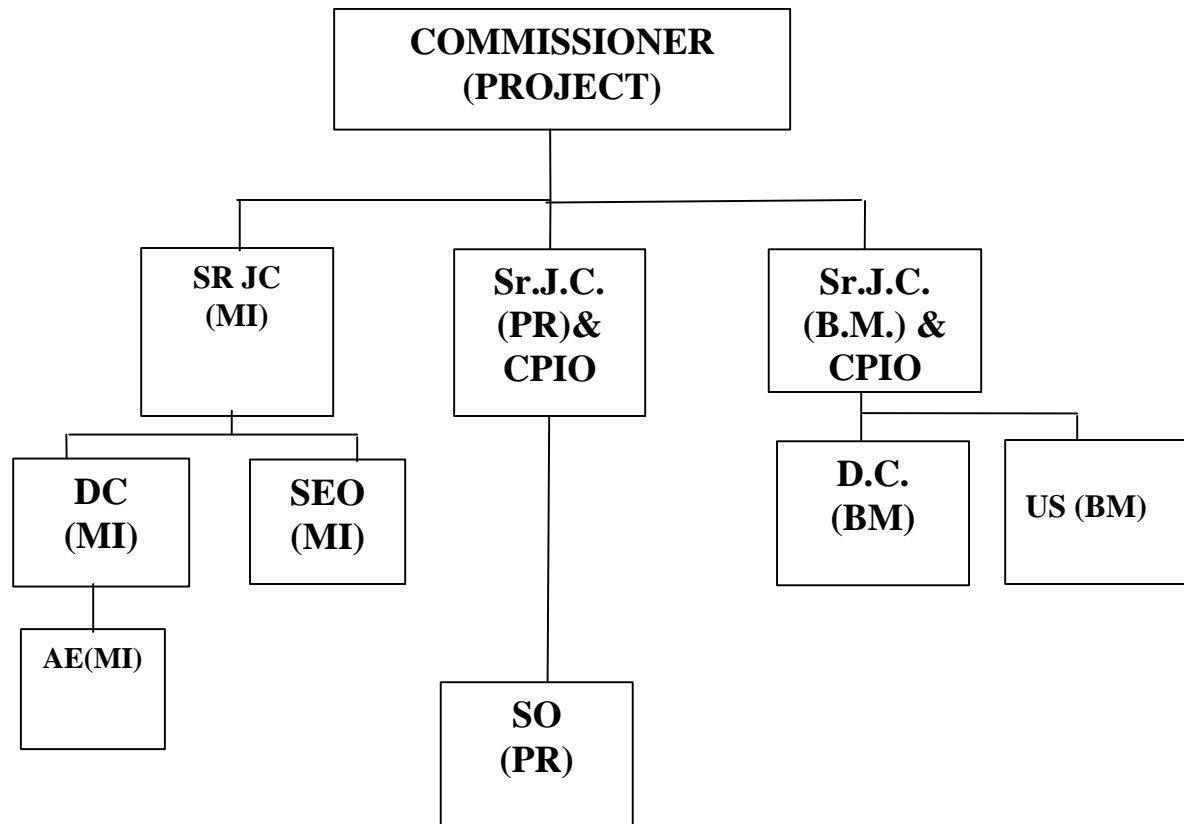 COMMISSIONER
(PROJECT)
SR JC
(MI)
Sr.J.C.
(PR)&
CPIO
Sr.J.C.
(B.M.) &
CPIO
DC
(MI)
SEO
(MI)
D.C.
(BM)
US (BM)
AE(MI)
SO
(PR)